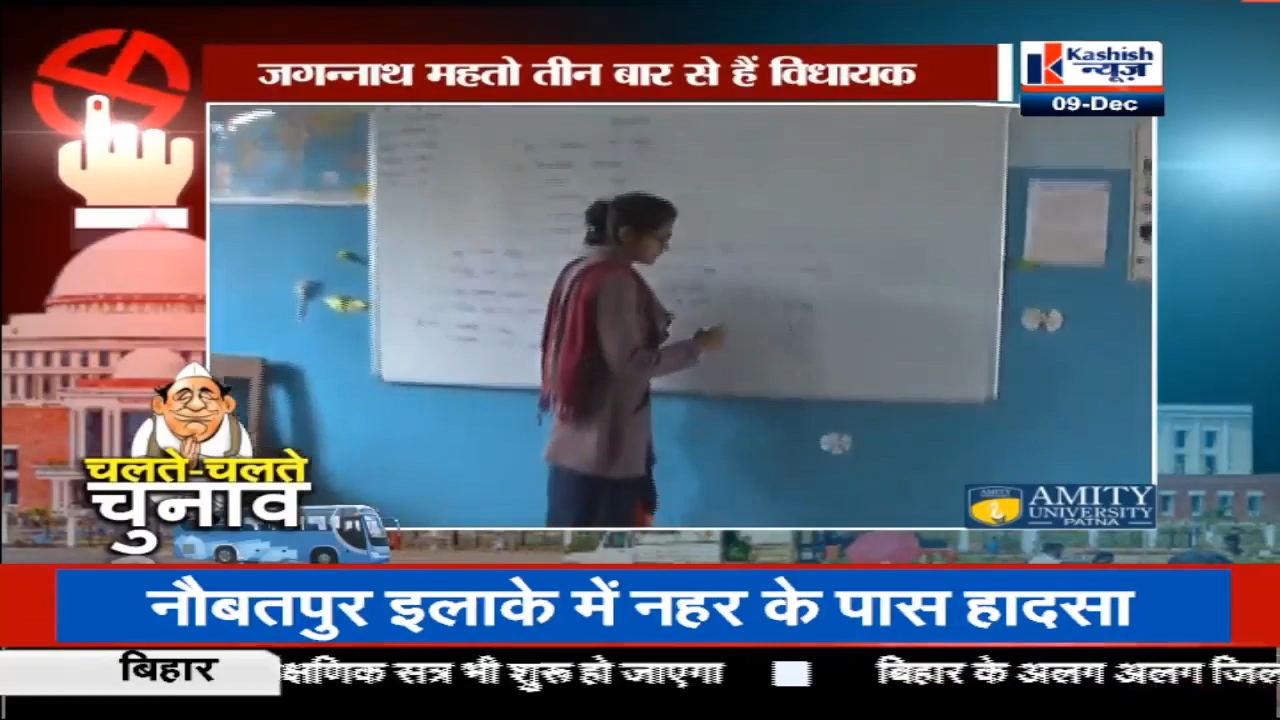 जगन्नाथ महतो तीन बार से हैं विधायक
Kashish
न्यूज़
09-Dec
चलते-चलते
चुनाव
AMITY
UNIVERSITY
PATNA
नौबतपुर इलाके में नहर के पास हादसा
बिहार
क्षणिक सत्र भी शुरू हो जाएगा
बिहार के अलग अलग जिल